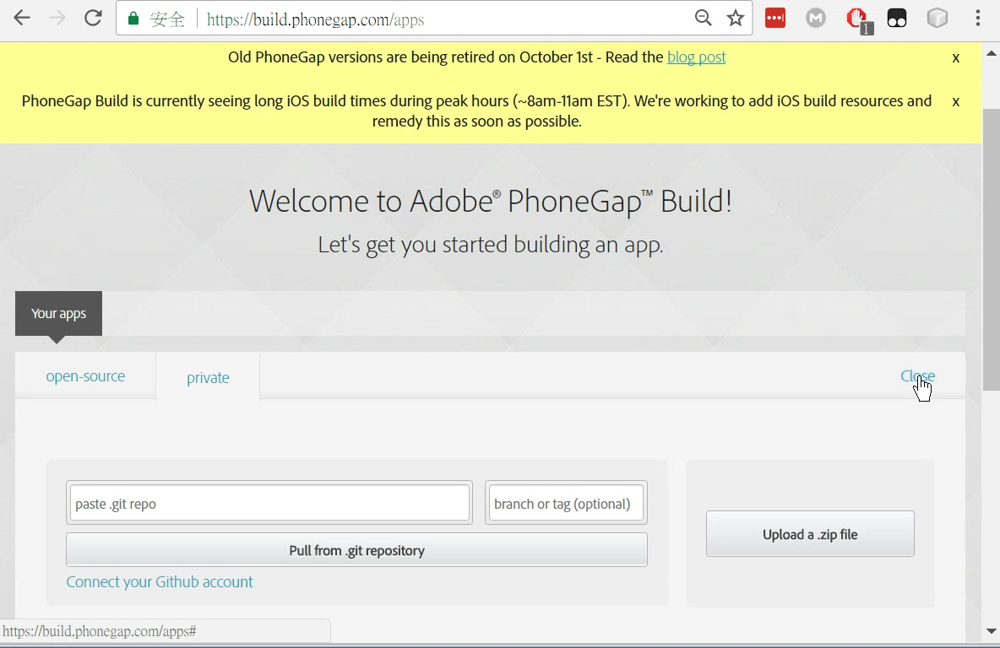 安全 https://build.phonegap.com/apps
1
Old PhoneGap versions are being retired on October 1st - Read the blog post x
PhoneGap Build is currently seeing long iOS build times during peak hours (~8am-11am EST). We're working to add iOS build resources and x
remedy this as soon as possible.
Welcome to Adobe® PhoneGap™ Build!
Let's get you started building an app.
Your apps
open-source private Close
paste .git repo branch or tag (optional)
Upload a .zip file
Pull from .git repository
Connect your Github account
https://build.phonegap.com/apps#